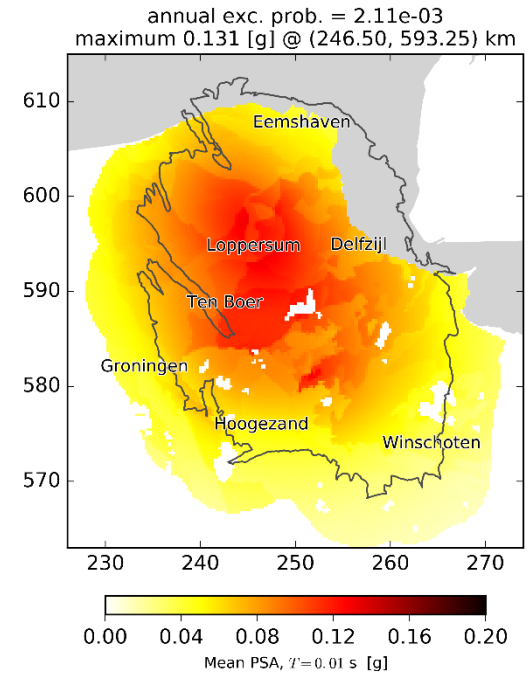 annual exc. prob. = 2.11e-03
maximum 0.131 [g] @ (246.50, 593.25) km
610
Eemshaven
600
Loppersum
Delfzijl
590
Ten Boer
Groningen
580
Hoogezand
Winschoten
570
230 240 250 260 270
0.00 0.04 0.08 0.12 0.16 0.20
Mean PSA, T=0.01 s [g]